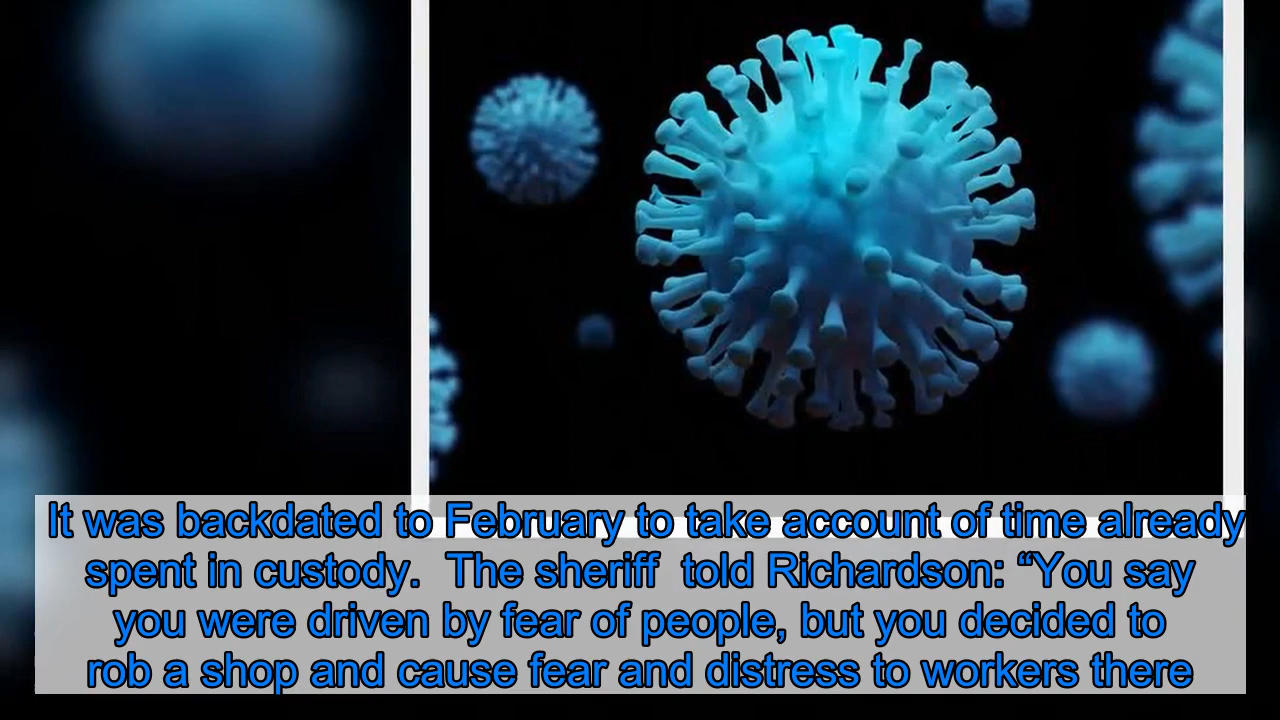 It was backdated to February to take account of time already
spent in custody. The sheriff told Richardson: “You say
you were driven by fear of people, but you decided to
rob a shop and cause fear and distress to workers there